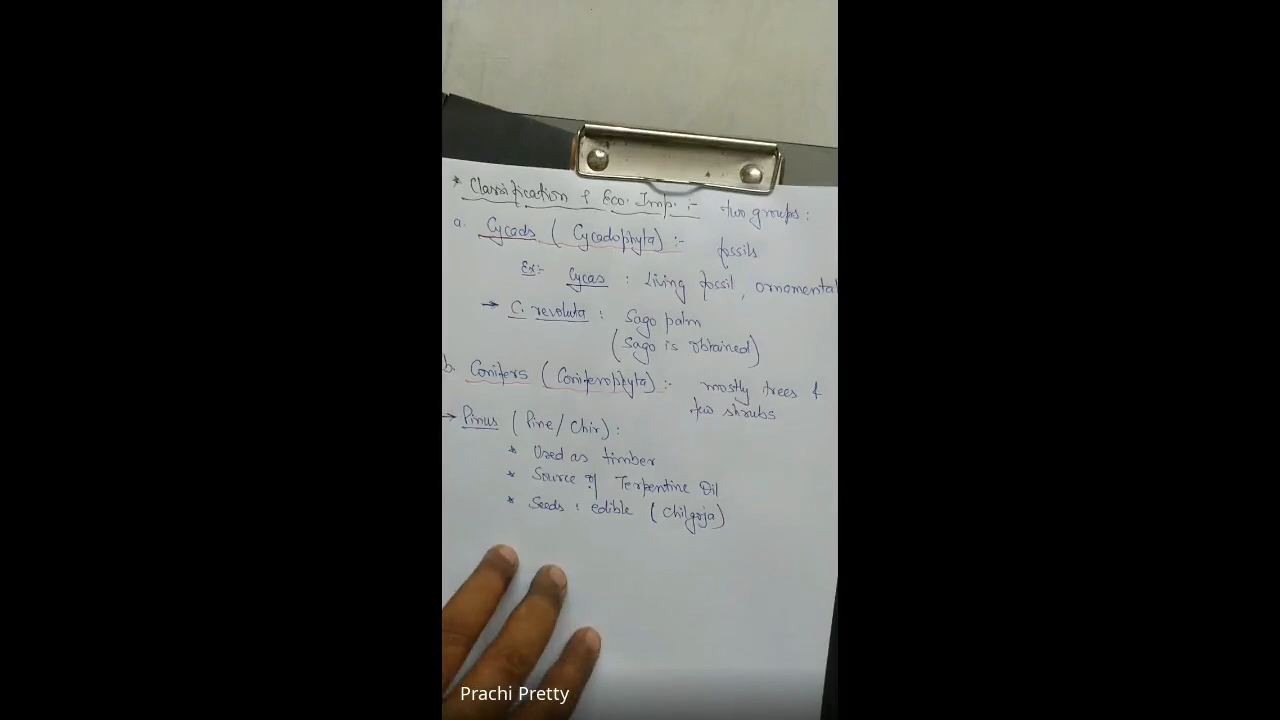 * Classification & Eco. Imp. :- two groups :
a. Cycads ( Cycadophyta) :- fossils
Ex:- Cycas : Living fossil, ornomental
→ C. revoluta : Sago palm
(Sago is obtained)
b. Conifers (Coniferophyta) :- mostly trees &
few shrubs
→ Pinus ( Pine/ Chir) :
* Used as timber
* Source of Terpentine Oil
* Seeds : edible ( Chilgoja)
Prachi Pretty